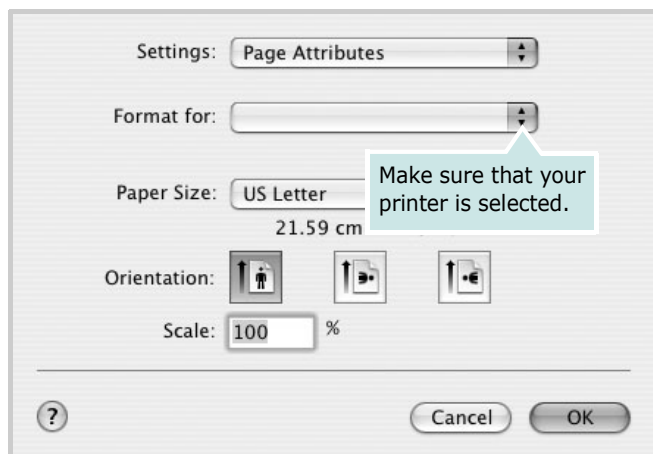 Settings: Page Attributes
Format for:
Make sure that your
printer is selected.
Paper Size: US Letter
21.59 cm
Orientation:
Scale: 100 %
? Cancel OK